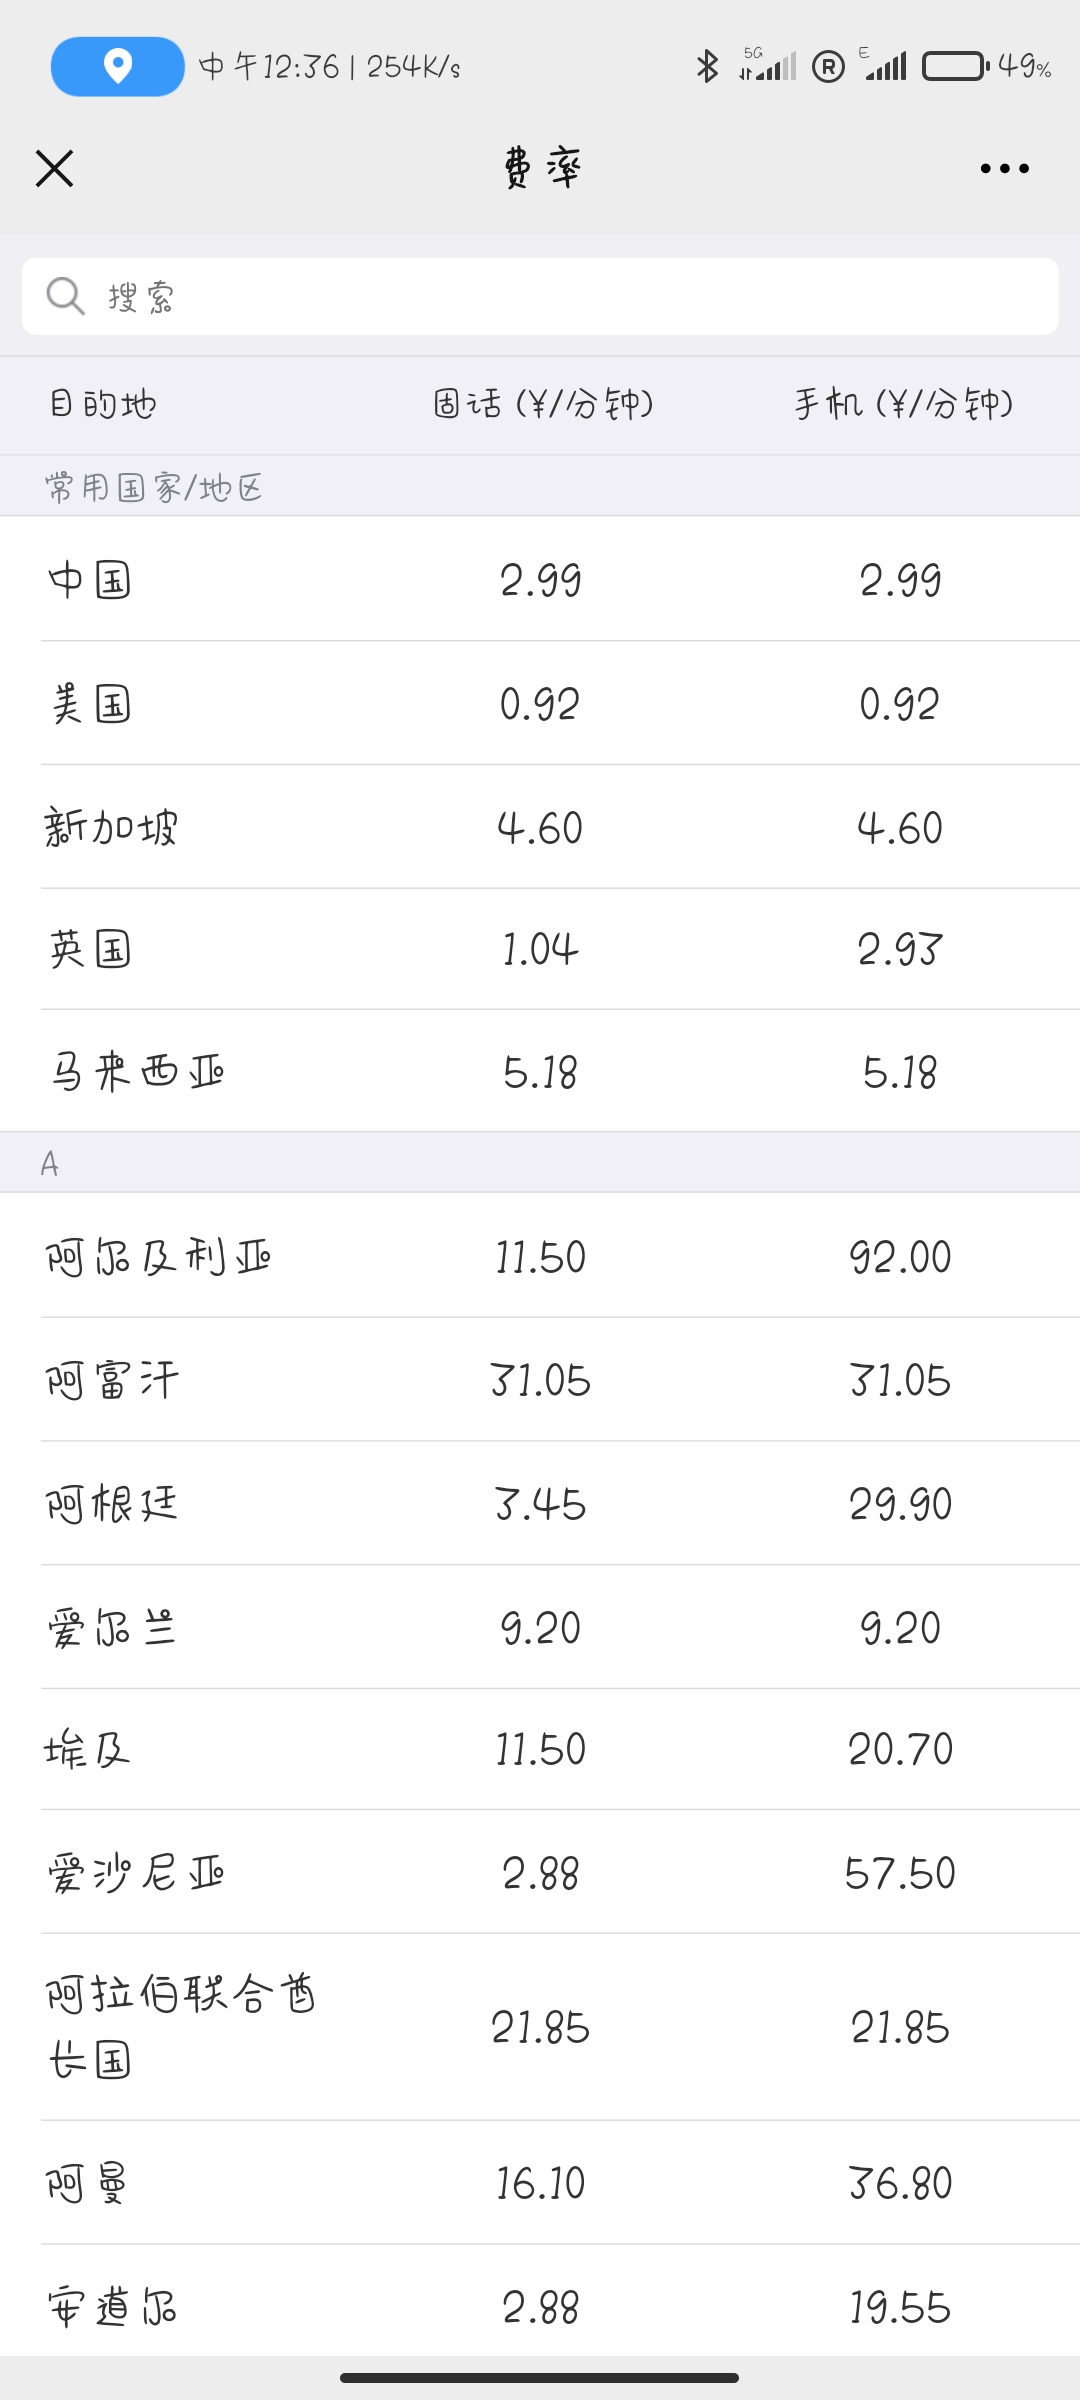 中午12:36 | 254K/s 5G R E 49%
费率
搜索
目的地 固话 (¥/分钟) 手机 (¥/分钟)
常用国家/地区
中国 2.99 2.99
美国 0.92 0.92
新加坡 4.60 4.60
英国 1.04 2.93
马来西亚 5.18 5.18
A
阿尔及利亚 11.50 92.00
阿富汗 31.05 31.05
阿根廷 3.45 29.90
爱尔兰 9.20 9.20
埃及 11.50 20.70
爱沙尼亚 2.88 57.50
阿拉伯联合酋
长国 21.85 21.85
阿曼 16.10 36.80
安道尔 2.88 19.55